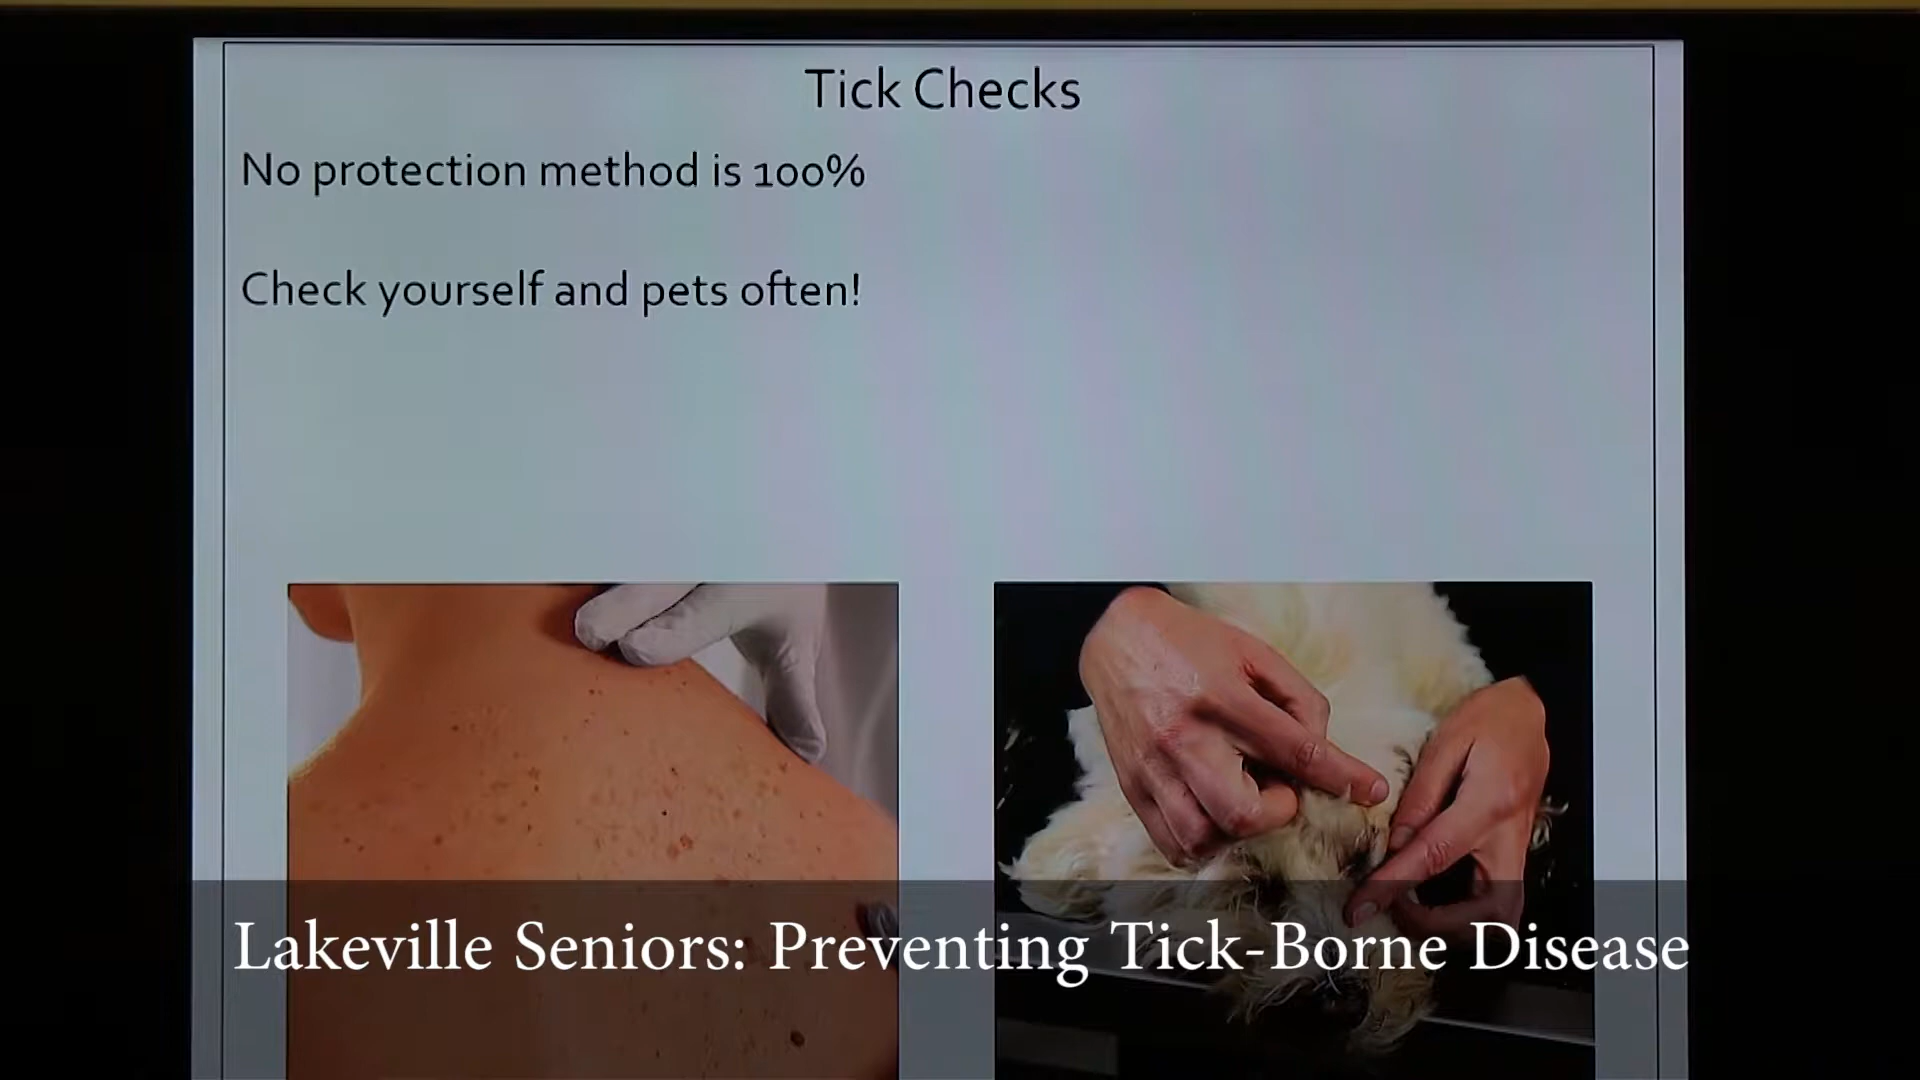 Tick Checks
No protection method is 100%
Check yourself and pets often!
Lakeville Seniors: Preventing Tick-Borne Disease